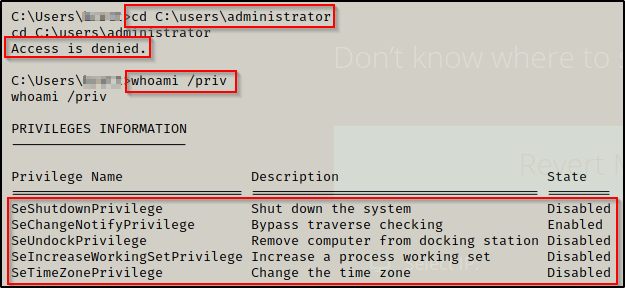 C:\Users\ >cd C:\users\administrator
cd C:\users\administrator
Access is denied.
C:\Users\ >whoami /priv
whoami /priv
PRIVILEGES INFORMATION
Privilege Name Description State
SeShutdownPrivilege Shut down the system Disabled
SeChangeNotifyPrivilege Bypass traverse checking Enabled
SeUndockPrivilege Remove computer from docking station Disabled
SeIncreaseWorkingSetPrivilege Increase a process working set Disabled
SeTimeZonePrivilege Change the time zone Disabled
Don't know where to
Revert